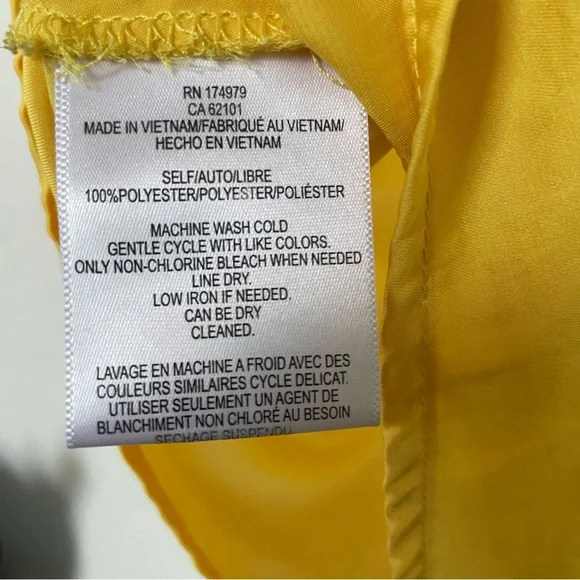 RN 174979
CA 62101
MADE IN VIETNAM/FABRIQUÉ AU VIETNAM/
HECHO EN VIETNAM
SELF/AUTO/LIBRE
100%POLYESTER/POLYESTER/POLIÉSTER
MACHINE WASH COLD
GENTLE CYCLE WITH LIKE COLORS.
ONLY NON-CHLORINE BLEACH WHEN NEEDED
LINE DRY.
LOW IRON IF NEEDED.
CAN BE DRY
CLEANED.
LAVAGE EN MACHINE A FROID AVEC DES
COULEURS SIMILAIRES CYCLE DELICAT.
UTILISER SEULEMENT UN AGENT DE
BLANCHIMENT NON CHLORÉ AU BESOIN
SECHAGE SUSPENDU